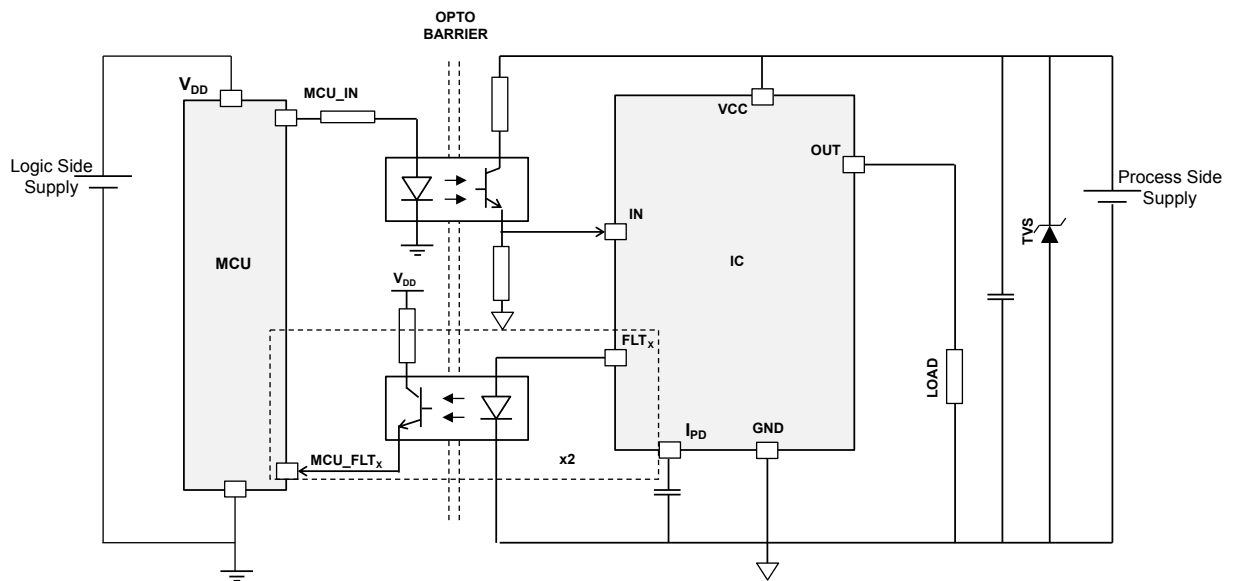 OPTO
BARRIER
V_DD
MCU_IN
VCC
OUT
Logic Side
Supply
Process Side
Supply
IN
TVS
MCU
IC
V_DD
FLT_X
LOAD
I_PD
GND
MCU_FLT_X
x2